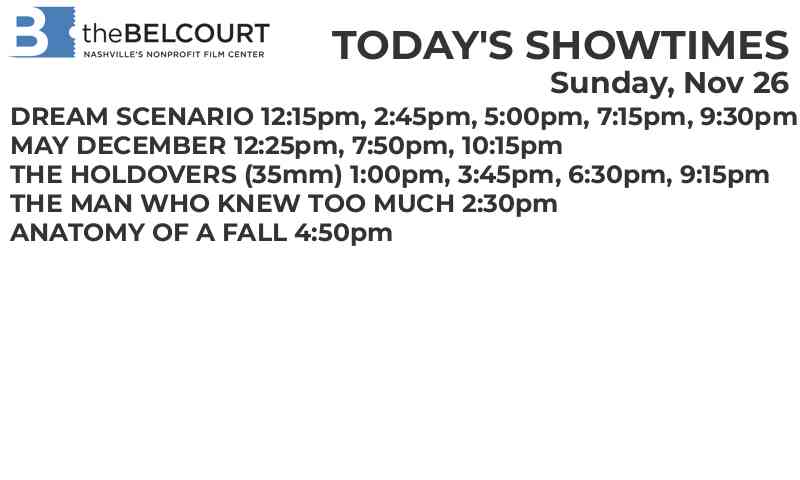 B theBELCOURT
NASHVILLE'S NONPROFIT FILM CENTER
TODAY'S SHOWTIMES
Sunday, Nov 26
DREAM SCENARIO 12:15pm, 2:45pm, 5:00pm, 7:15pm, 9:30pm
MAY DECEMBER 12:25pm, 7:50pm, 10:15pm
THE HOLDOVERS (35mm) 1:00pm, 3:45pm, 6:30pm, 9:15pm
THE MAN WHO KNEW TOO MUCH 2:30pm
ANATOMY OF A FALL 4:50pm